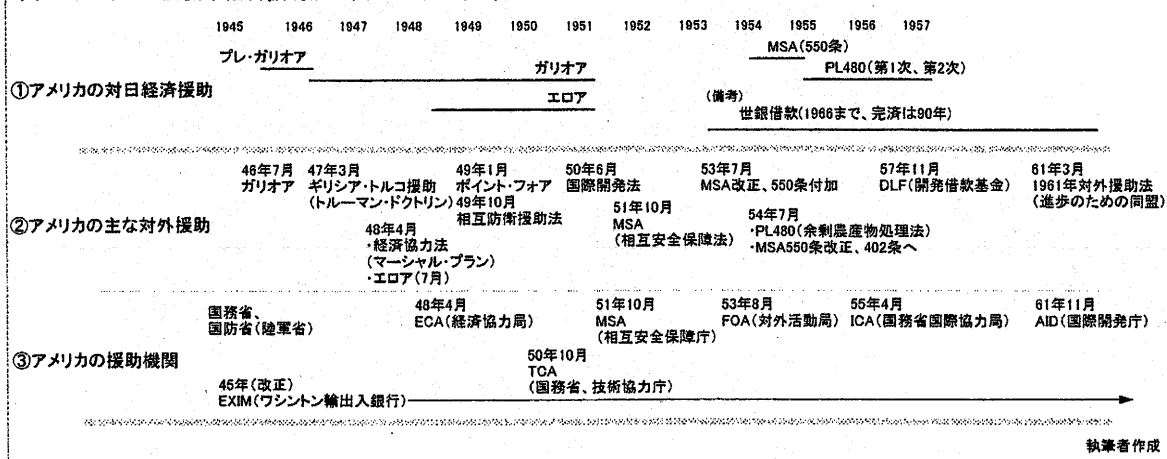 1945 1946 1947 1948 1950 1951 1952 1953 1954 1955 1956 1957
MSA(550条)
プレ・ガリオア
ガリオア
PL480(第1次、第2次)
①アメリカの対日経済援助
エロア
(備考)
世銀借款(1966まで、完済は90年)
46年7月
ガリオア
47年3月
ギリシア・トルコ援助
(トルーマン・ドクトリン)
48年4月
・経済協力法
(マーシャル・プラン)
・エロア(7月)
49年1月
ポイント・フォア
49年10月
相互防衛援助法
50年6月
国際開発法
51年10月
MSA
(相互安全保障法)
53年7月
MSA改正、550条付加
54年7月
・PL480(余剰農産物処理法)
・MSA550条改正、402条へ
57年11月
DLF(開発借款基金)
61年3月
1961年対外援助法
(進歩のための同盟)
②アメリカの主な対外援助
国務省、
国防省(陸軍省)
48年4月
ECA(経済協力局)
51年10月
MSA
(相互安全保障庁)
53年8月
FOA(対外活動局)
55年4月
ICA(国務省国際協力局)
61年11月
AID(国際開発庁)
③アメリカの援助機関
50年10月
TCA
(国務省、技術協力庁)
45年(改正)
EXIM(ワシントン輸出入銀行)
執筆者作成